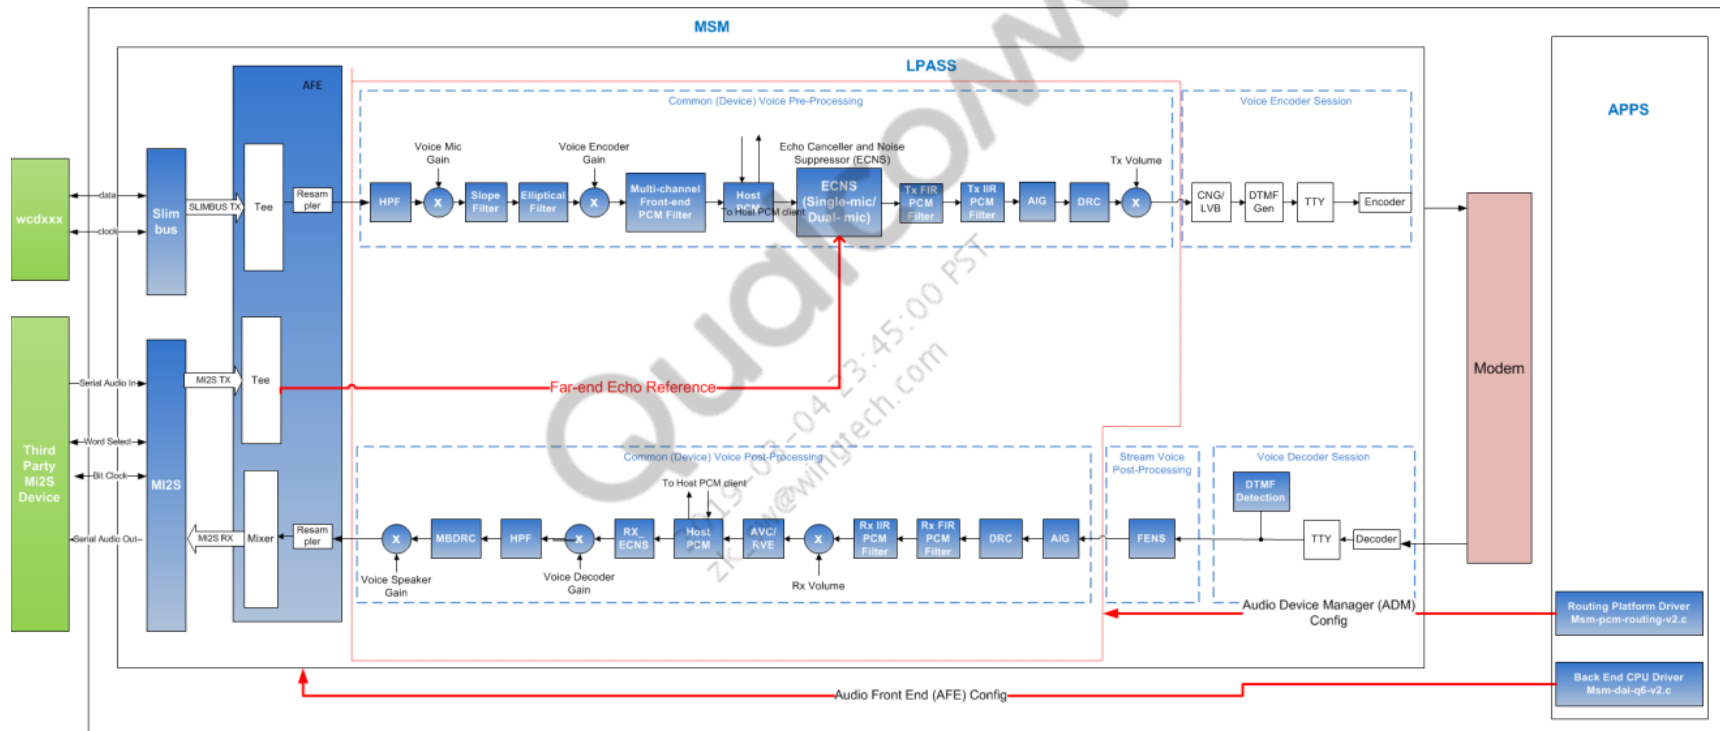 MSM
LPASS
AFE
APPS
Common (Device) Voice Pre-Processing
Voice Encoder Session
Voice Mic
Gain
Voice Encoder
Gain
Echo Canceller and Noise
Suppressor (ECNS)
Tx Volume
wcdxxx
data
clock
Slim
bus
SLIMBUS TX
Tee
Resam
pler
HPF
X
Slope
Filter
Elliptical
Filter
X
Multi-channel
Front-end
PCM Filter
Host
PCM
To Host PCM client
ECNS
(Single-mic/
Dual- mic)
Tx FIR
PCM
Filter
Tx IIR
PCM
Filter
AIG
DRC
X
CNG/
LVB
DTMF
Gen
TTY
Encoder
Modem
Third
Party
Mi2S
Device
Serial Audio In
Word Select
Bit Clock
Serial Audio Out
MI2S
MI2S TX
Tee
Far-end Echo Reference
MI2S RX
Mixer
Resam
pler
Common (Device) Voice Post-Processing
Stream Voice
Post-Processing
Voice Decoder Session
To Host PCM client
DTMF
Detection
X
MBDRC
HPF
X
RX_
ECNS
Host
PCM
AVC/
RVE
X
Rx IIR
PCM
Filter
Rx FIR
PCM
Filter
DRC
AIG
FENS
TTY
Decoder
Voice Speaker
Gain
Voice Decoder
Gain
Rx Volume
Audio Device Manager (ADM)
Config
Routing Platform Driver
Msm-pcm-routing-v2.c
Audio Front End (AFE) Config
Back End CPU Driver
Msm-dai-q6-v2.c
Qualcomm
23:45:00 PST
@wingtech.com